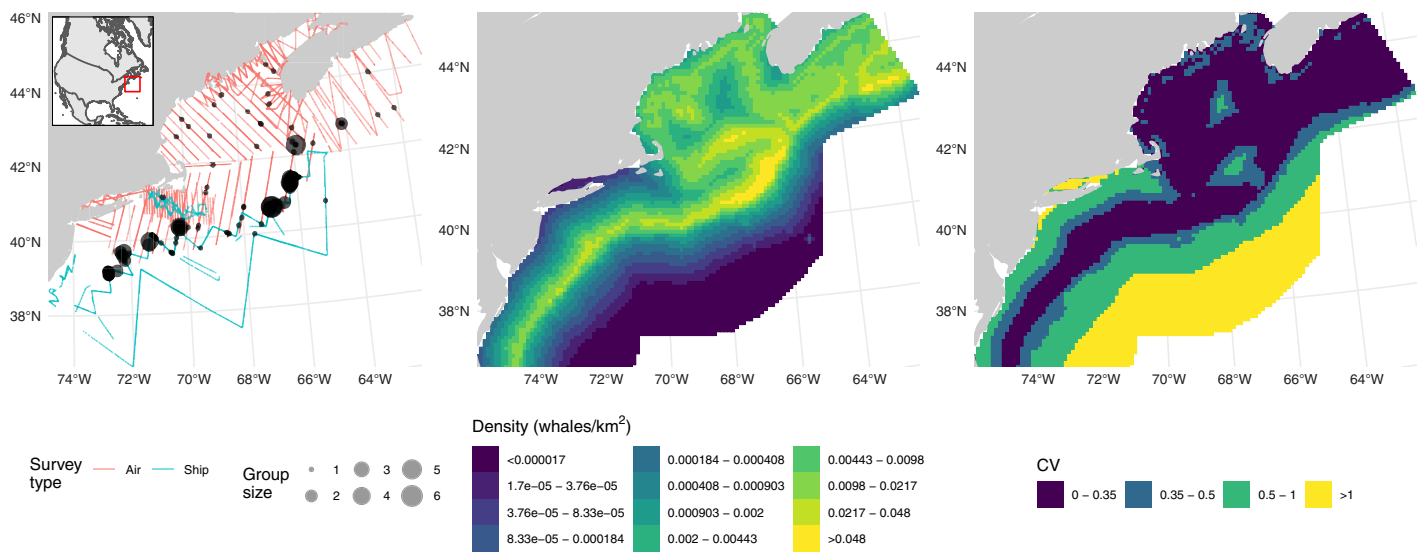 46°N
44°N
42°N
40°N
38°N
74°W 72°W 70°W 68°W 66°W 64°W
44°N
42°N
40°N
38°N
74°W 72°W 70°W 68°W 66°W 64°W
44°N
42°N
40°N
38°N
74°W 72°W 70°W 68°W 66°W 64°W
Survey type
Air Ship
Group size
1 3 5
2 4 6
Density (whales/km²)
<0.000017
1.7e−05 − 3.76e−05
3.76e−05 − 8.33e−05
8.33e−05 − 0.000184
0.000184 − 0.000408
0.000408 − 0.000903
0.000903 − 0.002
0.002 − 0.00443
0.00443 − 0.0098
0.0098 − 0.0217
0.0217 − 0.048
>0.048
CV
0 − 0.35 0.35 − 0.5 0.5 − 1 >1